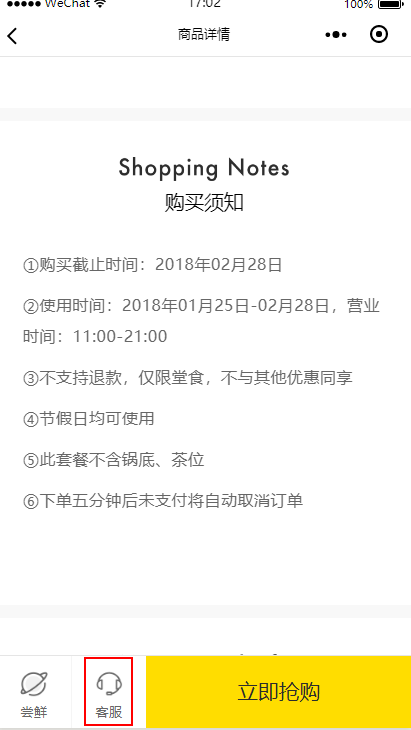 WeChat 17:02 100%
商品详情
Shopping Notes
购买须知
①购买截止时间：2018年02月28日
②使用时间：2018年01月25日-02月28日，营业
时间：11:00-21:00
③不支持退款，仅限堂食，不与其他优惠同享
④节假日均可使用
⑤此套餐不含锅底、茶位
⑥下单五分钟后未支付将自动取消订单
尝鲜 客服 立即抢购